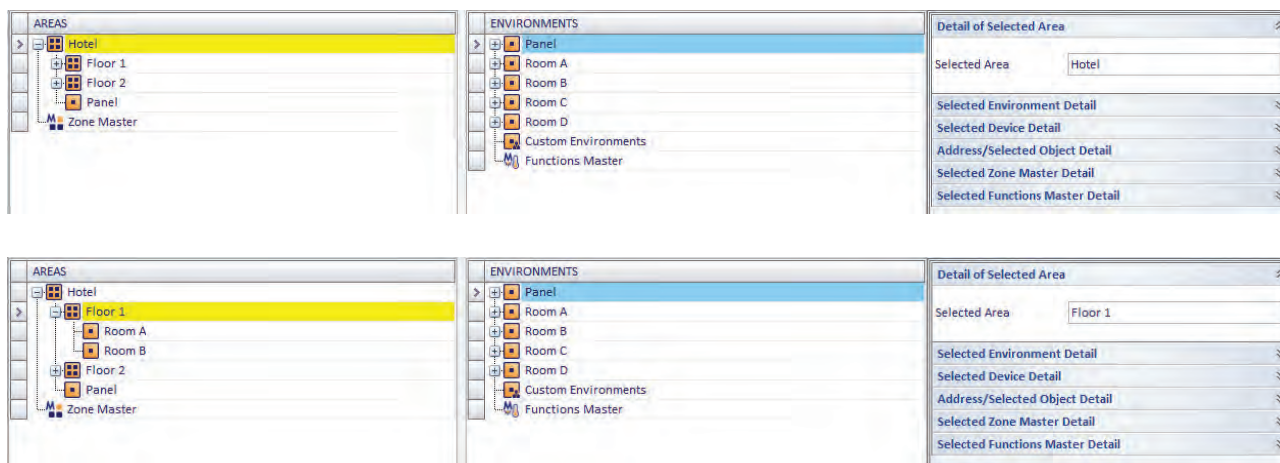 AREAS
Hotel
Floor 1
Floor 2
Panel
Zone Master
ENVIRONMENTS
Panel
Room A
Room B
Room C
Room D
Custom Environments
Functions Master
Detail of Selected Area
Selected Area Hotel
Selected Environment Detail
Selected Device Detail
Address/Selected Object Detail
Selected Zone Master Detail
Selected Functions Master Detail
AREAS
Hotel
Floor 1
Room A
Room B
Floor 2
Panel
Zone Master
ENVIRONMENTS
Panel
Room A
Room B
Room C
Room D
Custom Environments
Functions Master
Detail of Selected Area
Selected Area Floor 1
Selected Environment Detail
Selected Device Detail
Address/Selected Object Detail
Selected Zone Master Detail
Selected Functions Master Detail